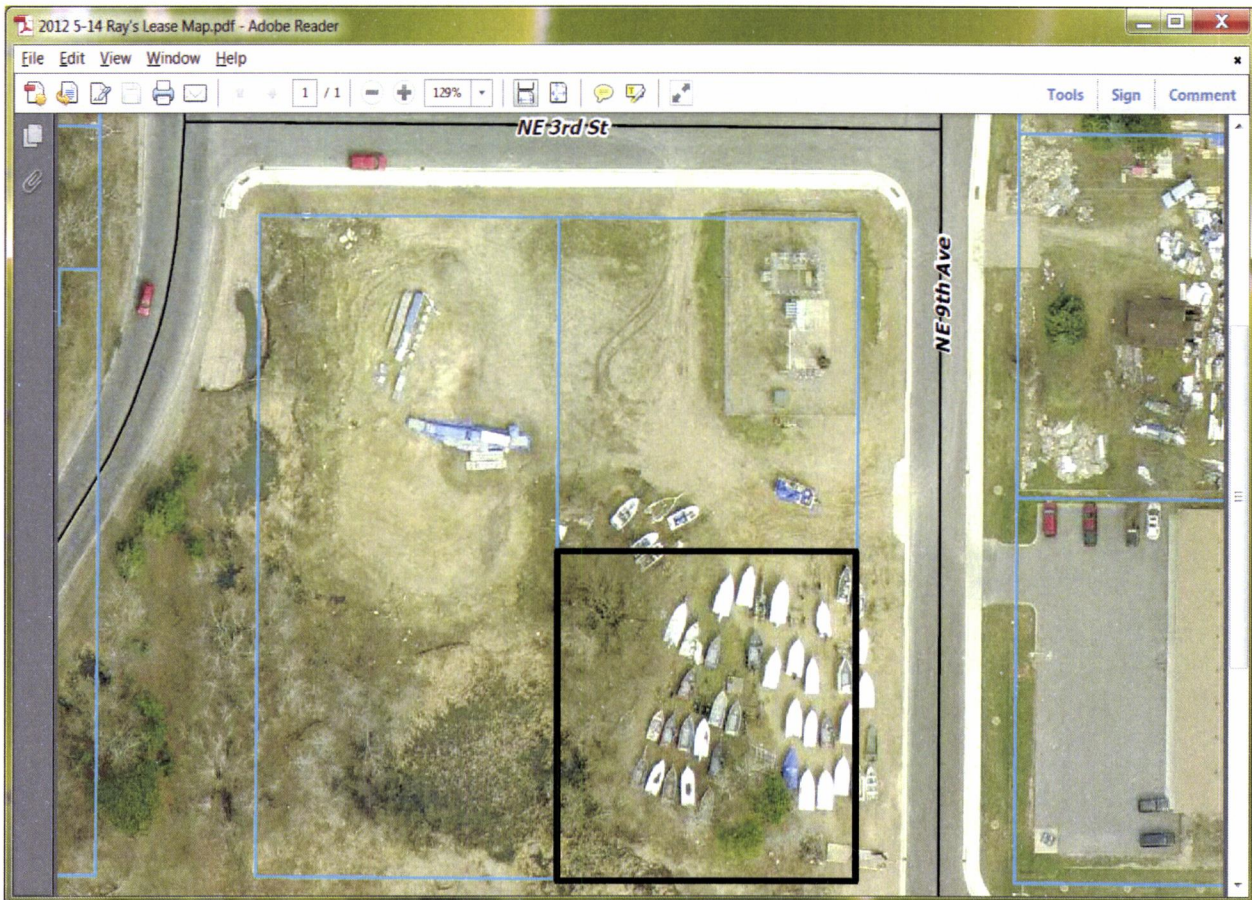 2012 5-14 Ray's Lease Map.pdf - Adobe Reader
File Edit View Window Help
1 / 1 129% Tools Sign Comment
NE 3rd St
NE 9th Ave